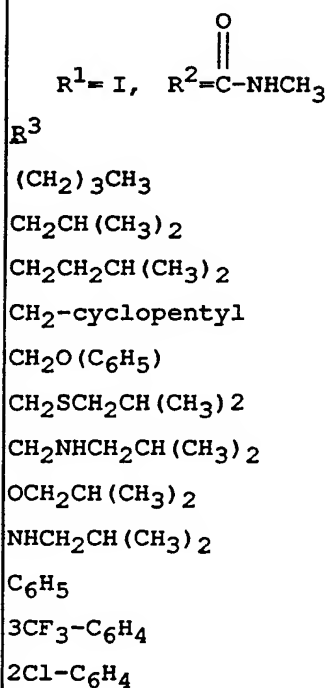 O
R¹= I, R²=C-NHCH₃
R³
(CH₂)₃CH₃
CH₂CH(CH₃)₂
CH₂CH₂CH(CH₃)₂
CH₂-cyclopentyl
CH₂O(C₆H₅)
CH₂SCH₂CH(CH₃)2
CH₂NHCH₂CH(CH₃)₂
OCH₂CH(CH₃)₂
NHCH₂CH(CH₃)₂
C₆H₅
3CF₃-C₆H₄
2Cl-C₆H₄